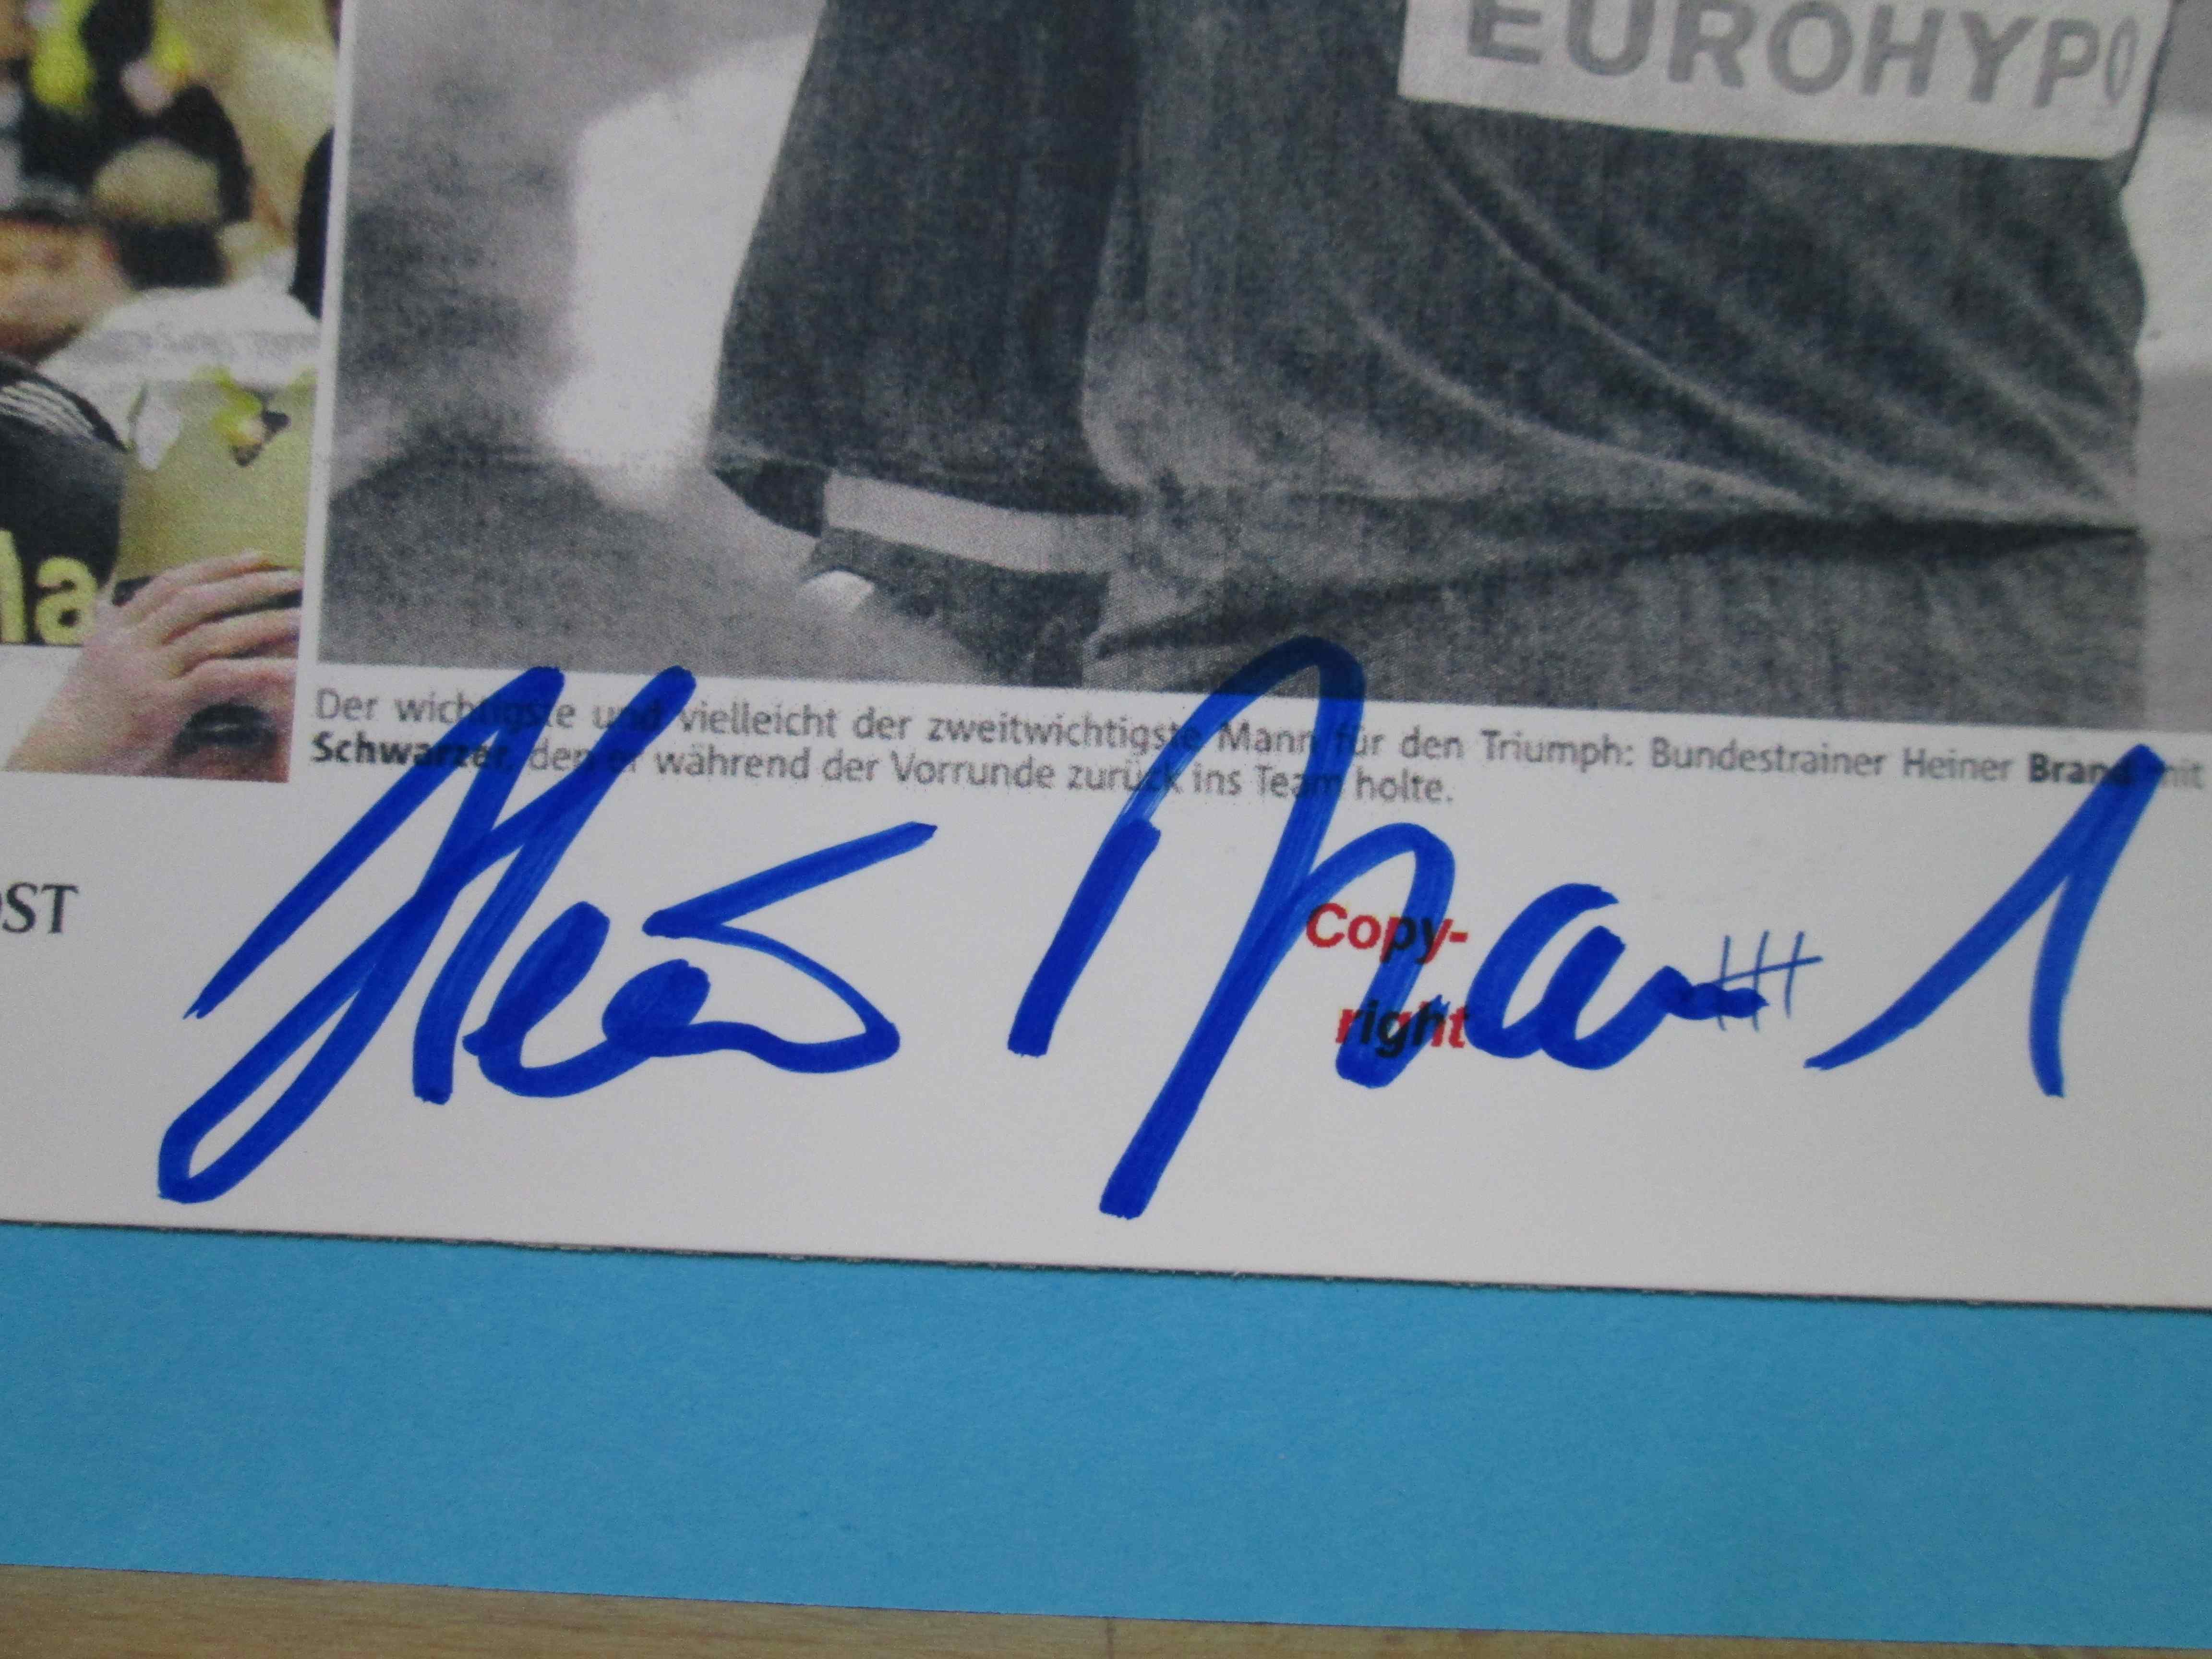 EUROHYPO
Der wichtigste und vielleicht der zweitwichtigste Mann für den Triumph: Bundestrainer Heiner Brand mit
Schwarzer, den er während der Vorrunde zurück ins Team holte.
OST
Copy-
right